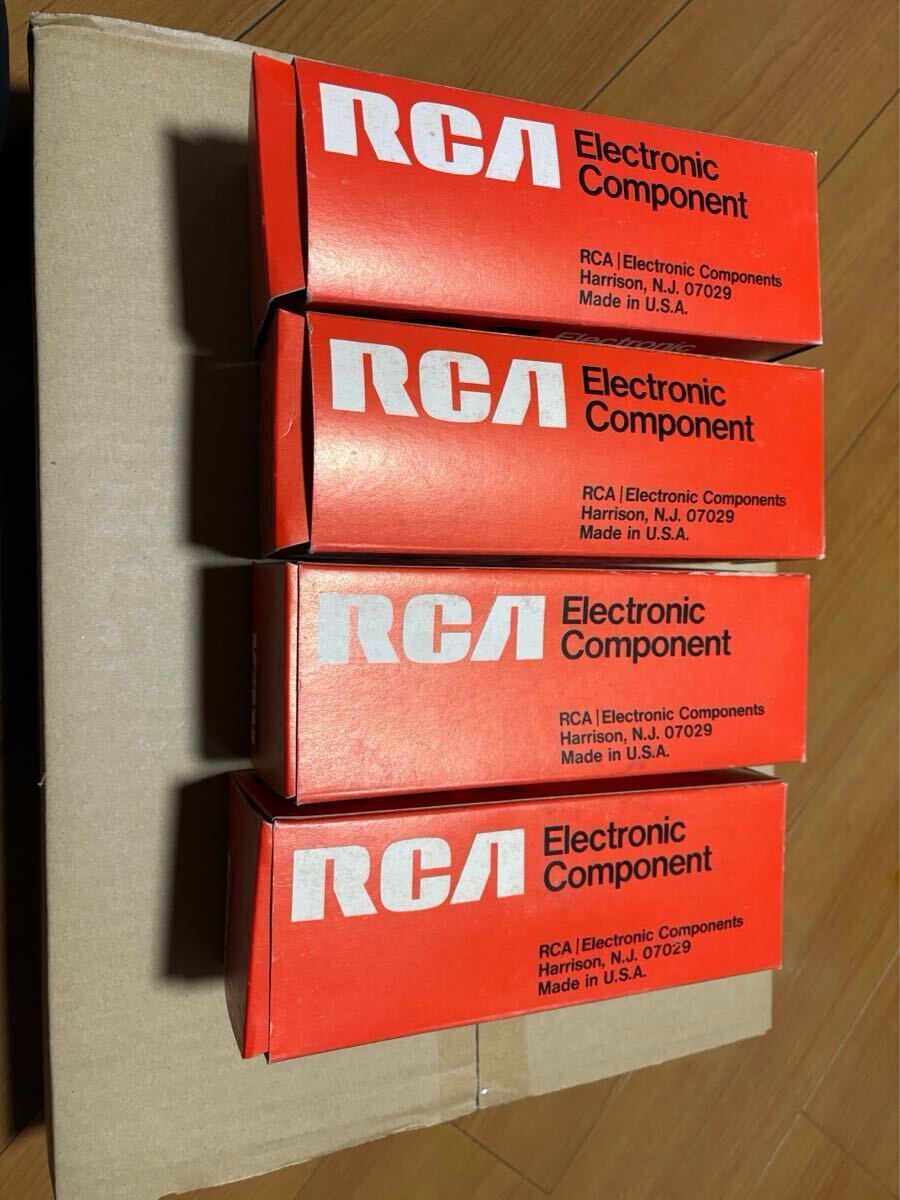 RCA
Electronic
Component
RCA | Electronic Components
Harrison, N.J. 07029
Made in U.S.A.
Electronic
RCA
Electronic
Component
RCA | Electronic Components
Harrison, N.J. 07029
Made in U.S.A.
RCA
Electronic
Component
RCA | Electronic Components
Harrison, N.J. 07029
Made in U.S.A.
RCA
Electronic
Component
RCA | Electronic Components
Harrison, N.J. 07029
Made in U.S.A.